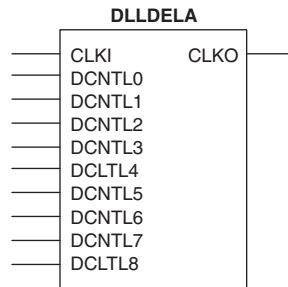 DLLDELA
CLKI CLKO
DCNTL0
DCNTL1
DCNTL2
DCNTL3
DCLTL4
DCNTL5
DCNTL6
DCNTL7
DCLTL8